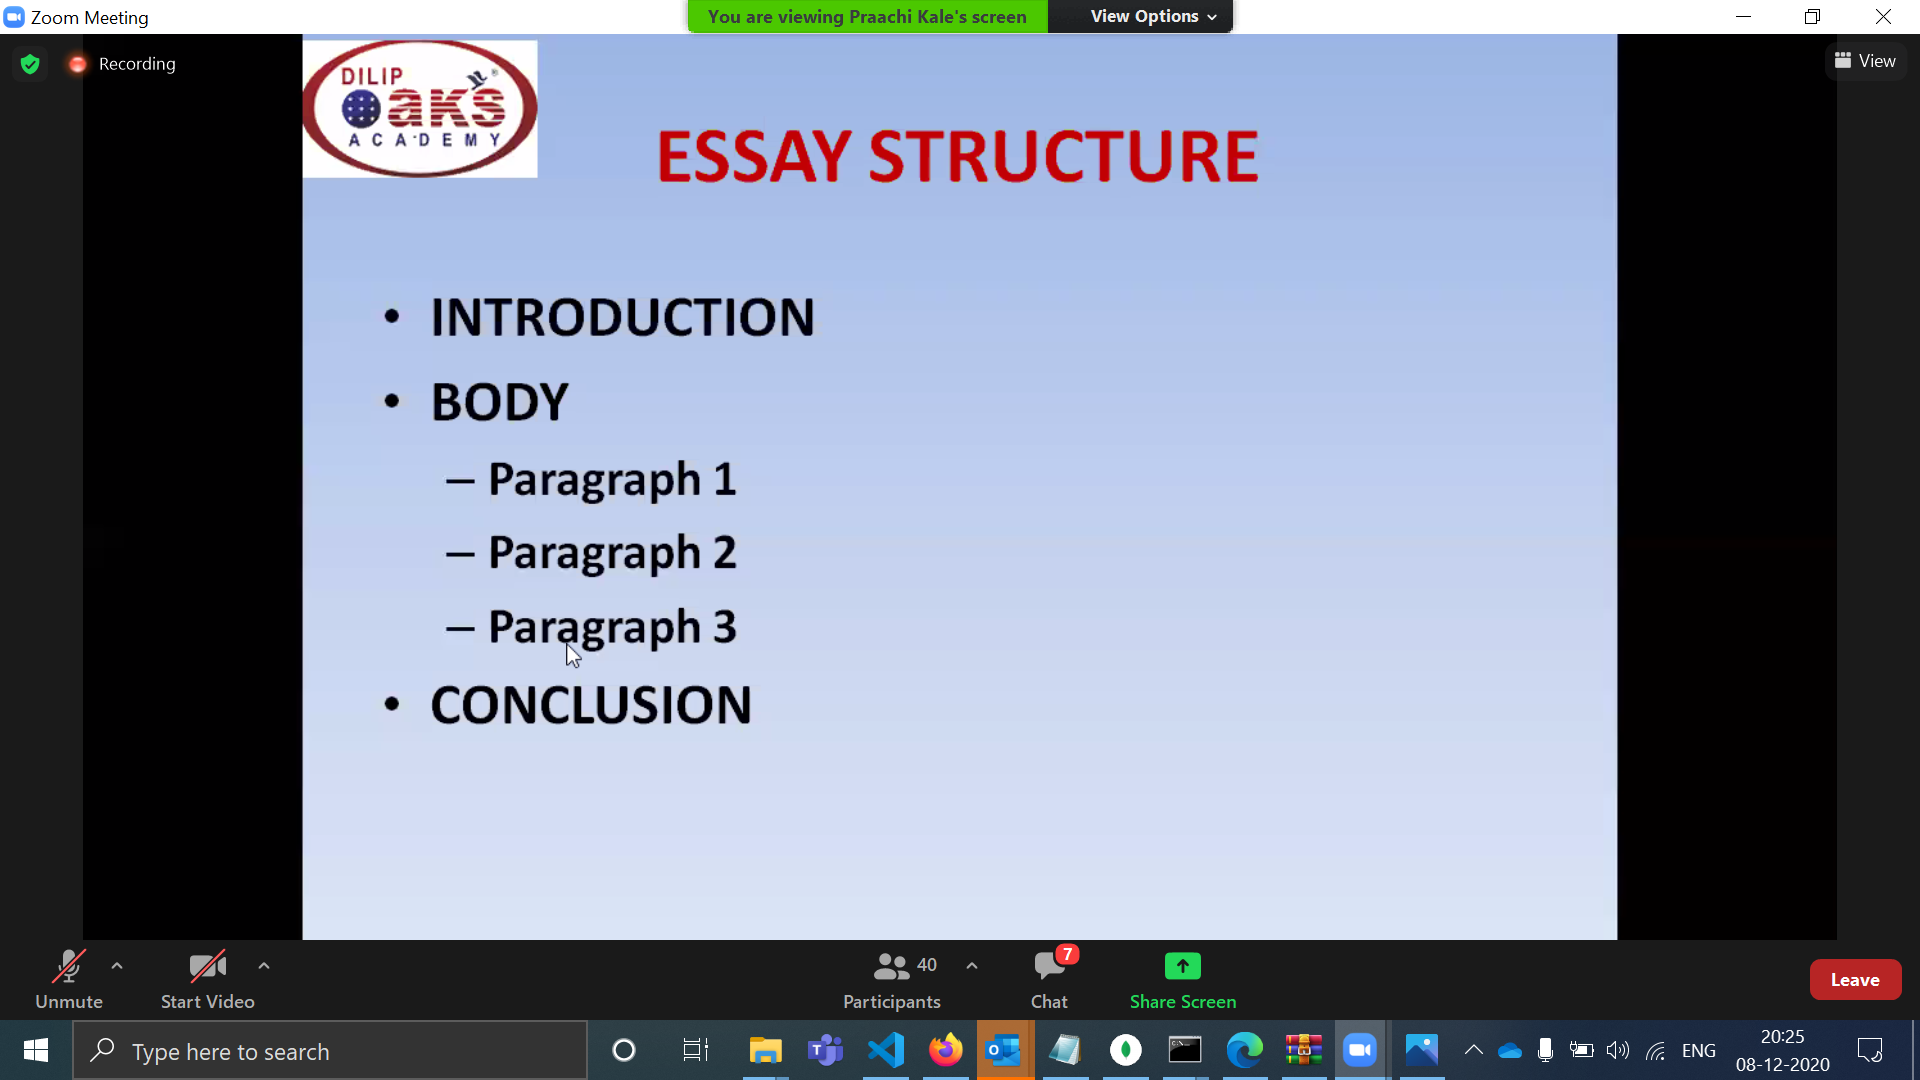 Zoom Meeting
You are viewing Praachi Kale's screen
View Options
Recording
View
DILIP
oaks
ACADEMY
ESSAY STRUCTURE
• INTRODUCTION
• BODY
– Paragraph 1
– Paragraph 2
– Paragraph 3
• CONCLUSION
Unmute
Start Video
40
Participants
7
Chat
Share Screen
Leave
Type here to search
ENG
20:25
08-12-2020